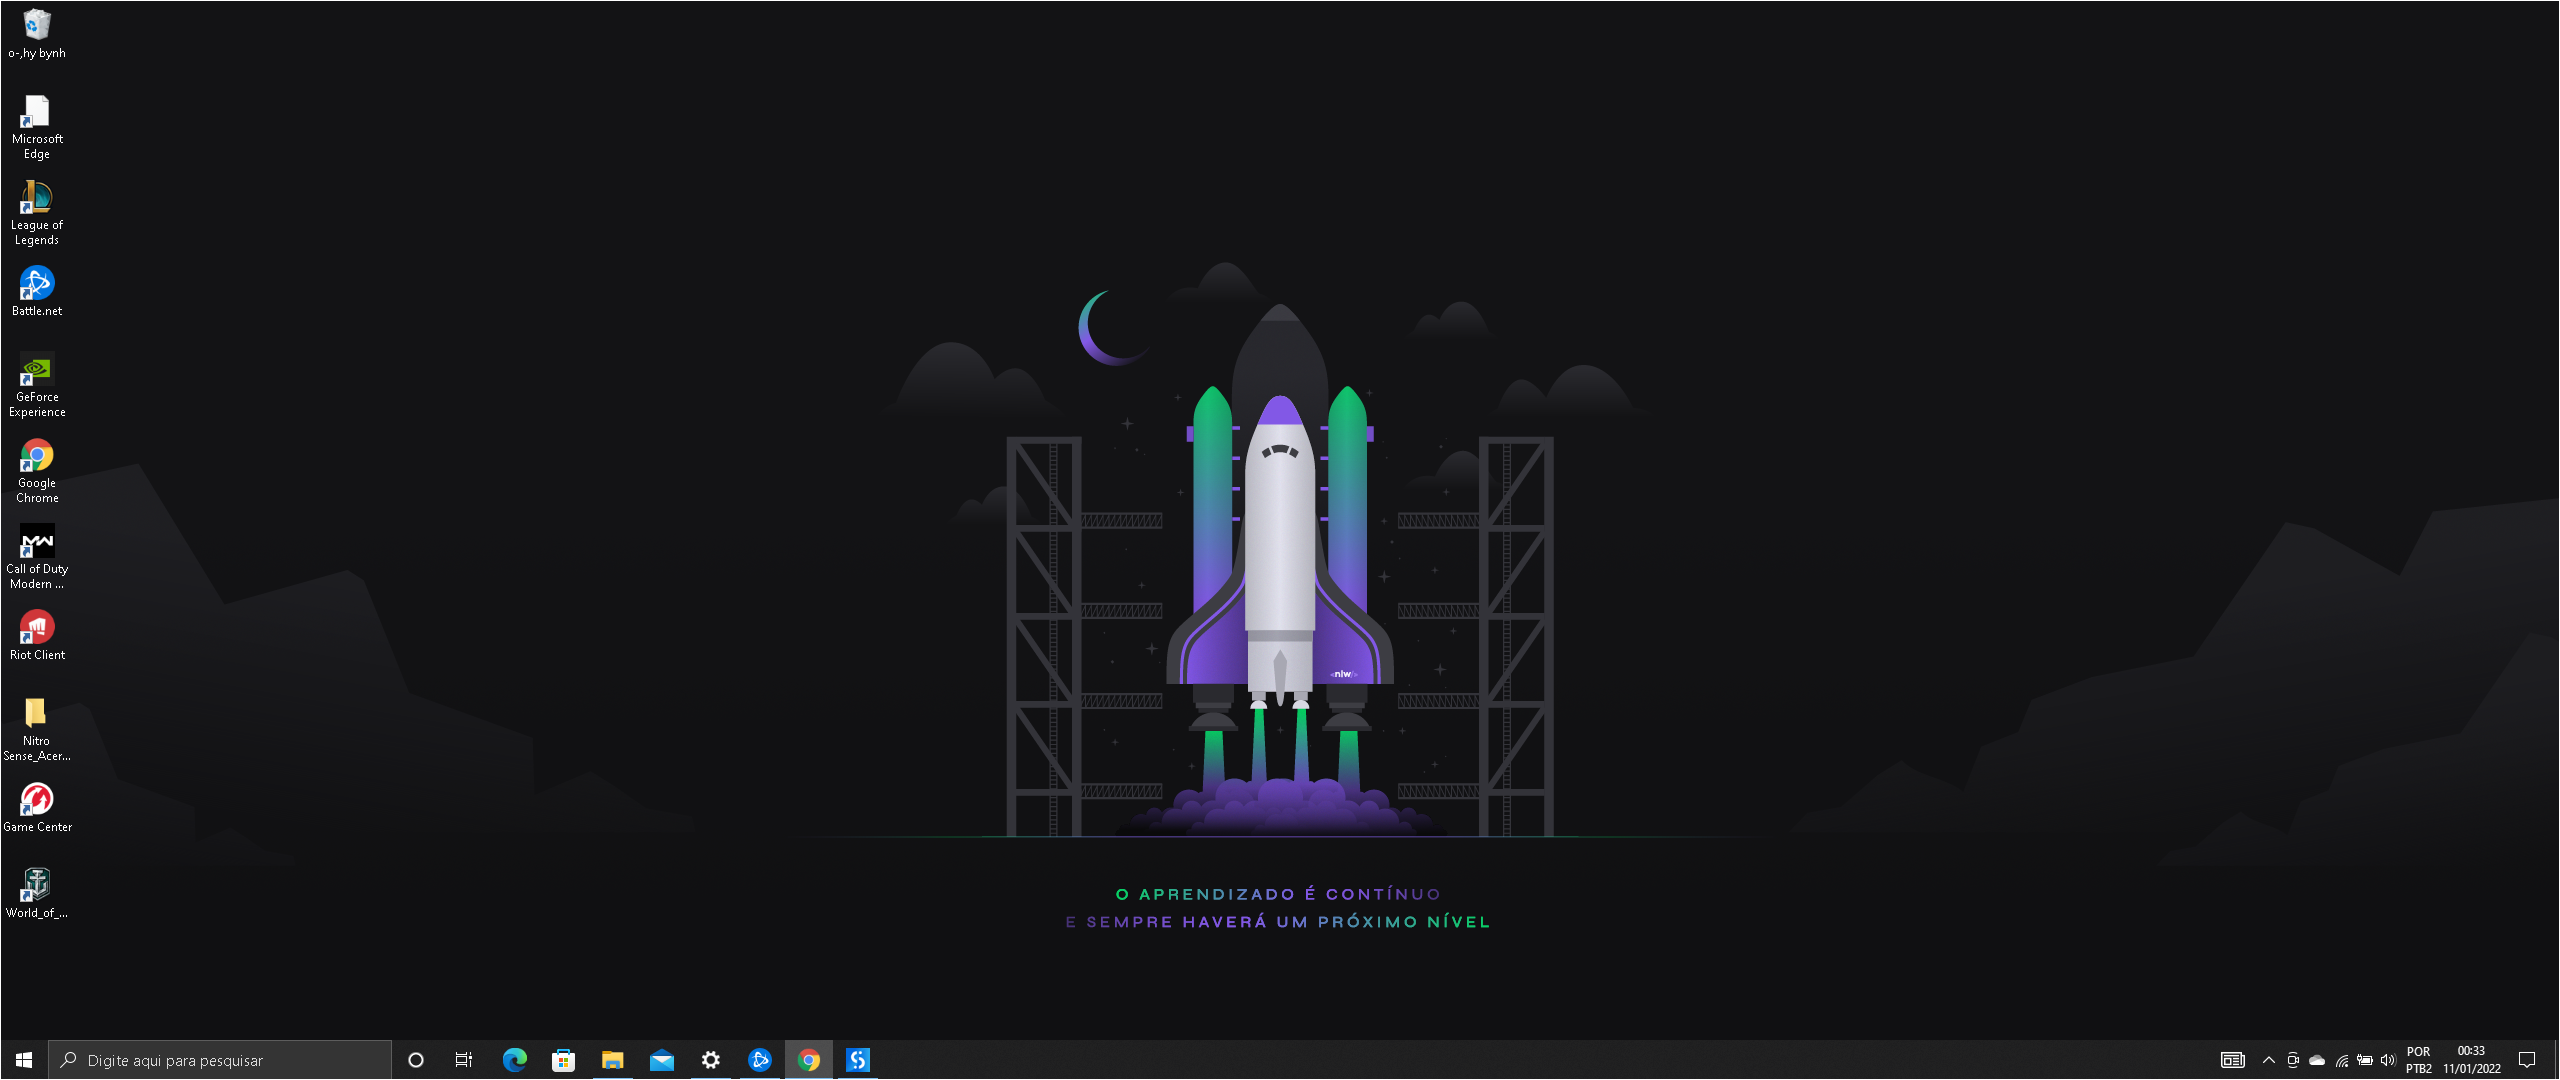 o-,hy bynh
Microsoft
Edge
League of
Legends
Battle.net
GeForce
Experience
Google
Chrome
Call of Duty
Modern ...
Riot Client
Nitro
Sense_Acer...
Game Center
World_of_...
<nlw/>
O APRENDIZADO É CONTÍNUO
E SEMPRE HAVERÁ UM PRÓXIMO NÍVEL
Digite aqui para pesquisar
POR
PTB2
00:33
11/01/2022